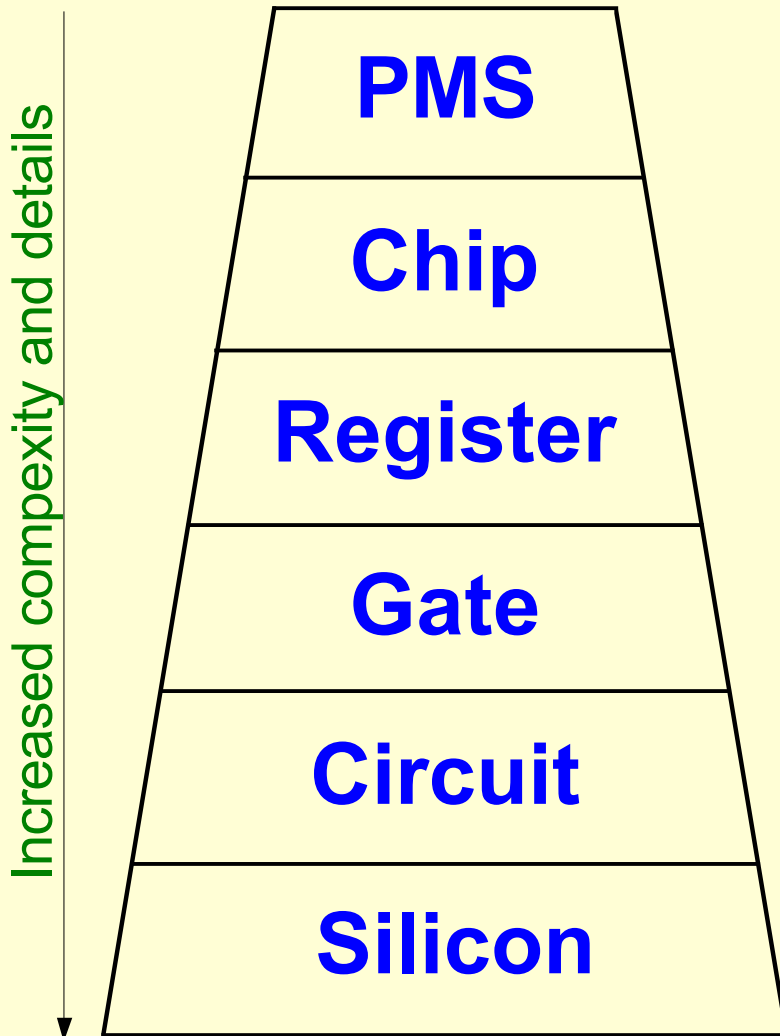 Increased compexity and details
PMS
Chip
Register
Gate
Circuit
Silicon